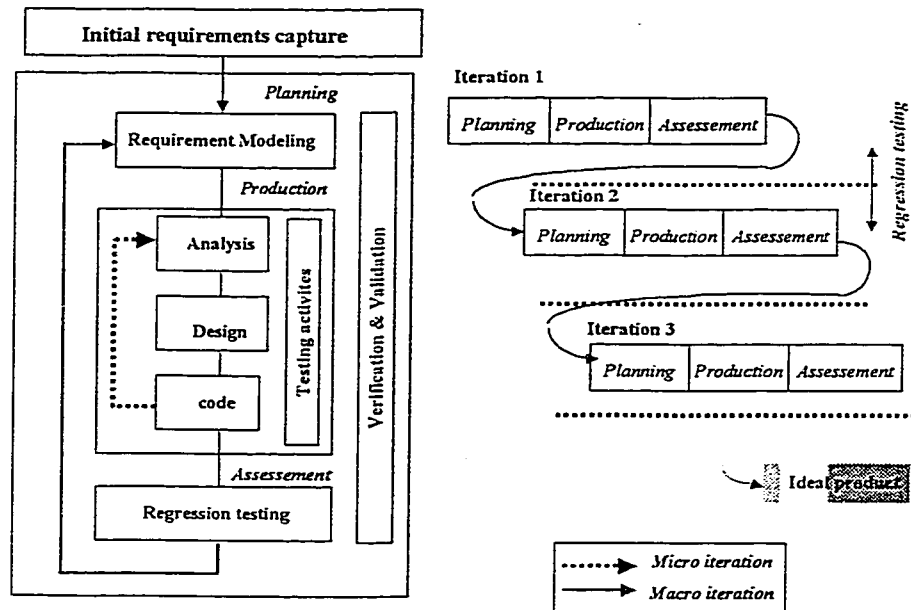 Initial requirements capture
Planning
Requirement Modeling
Production
Analysis
Design
code
Testing activites
Verification & Validation
Assessement
Regression testing
Iteration 1
Planning Production Assessement
Regression testing
Iteration 2
Planning Production Assessement
Iteration 3
Planning Production Assessement
Ideal product
Micro iteration
Macro iteration